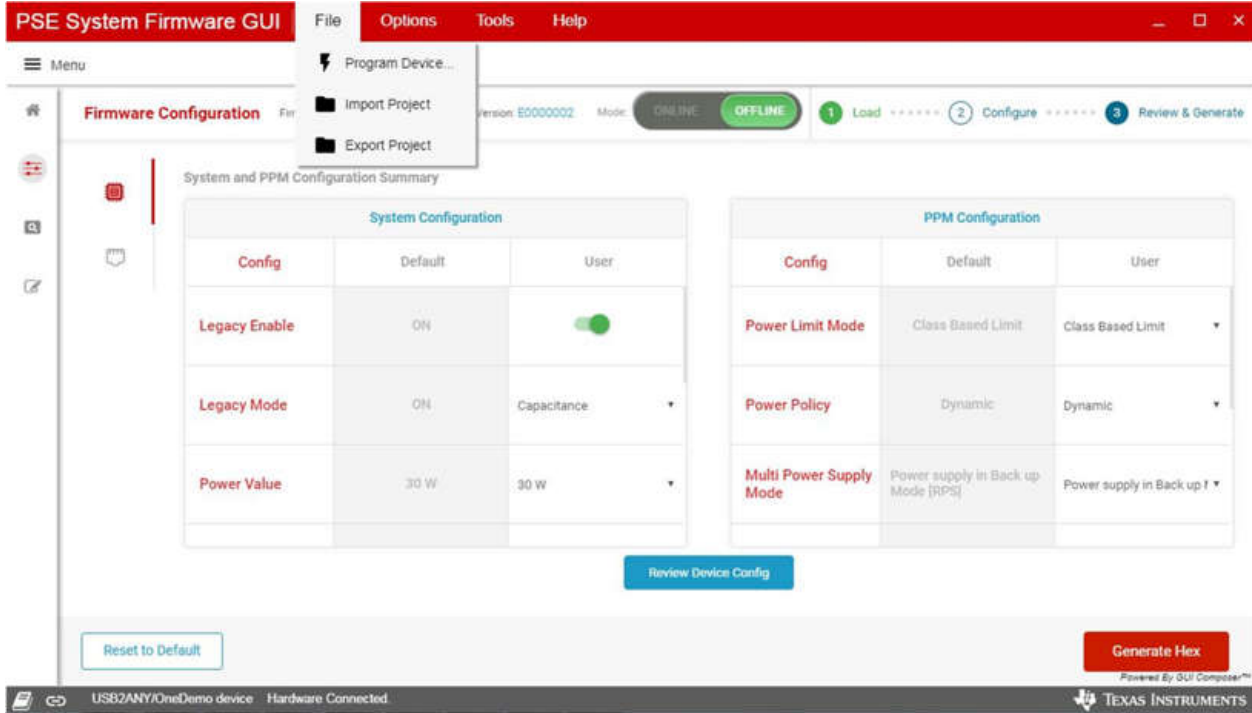 PSE System Firmware GUI File Options Tools Help
Menu
Program Device...
Import Project
Export Project
Firmware Configuration Version: E0000002 Mode: ONLINE OFFLINE 1 Load 2 Configure 3 Review & Generate
System and PPM Configuration Summary
System Configuration
Config Default User
Legacy Enable ON
Legacy Mode ON Capacitance
Power Value 30 W 30 W
PPM Configuration
Config Default User
Power Limit Mode Class Based Limit Class Based Limit
Power Policy Dynamic Dynamic
Multi Power Supply Power supply in Back up Power supply in Back up
Mode Mode [RPS]
Review Device Config
Reset to Default
Generate Hex
Powered By GUI Composer™
USB2ANY/OneDemo device Hardware Connected.
TEXAS INSTRUMENTS